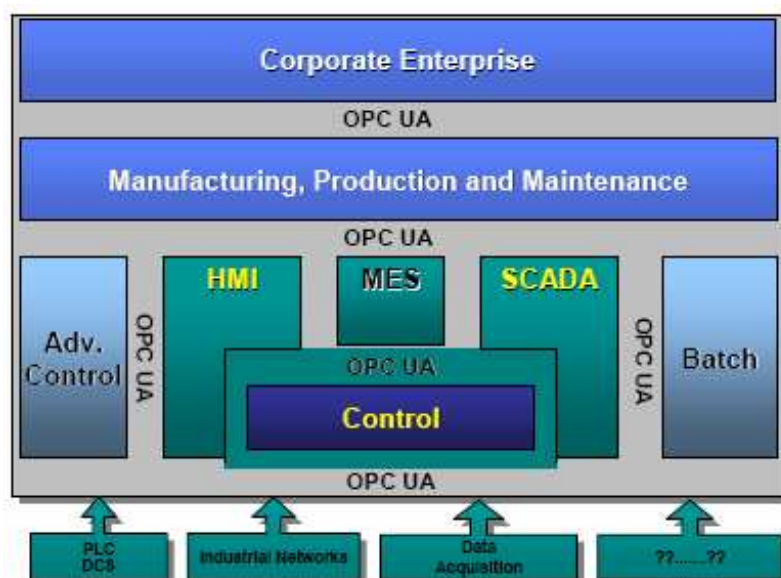 Corporate Enterprise
OPC UA
Manufacturing, Production and Maintenance
OPC UA
Adv.
Control
OPC UA
HMI
MES
SCADA
OPC UA
Batch
OPC UA
Control
OPC UA
PLC
DCS
Industrial Networks
Data
Acquisition
??......??